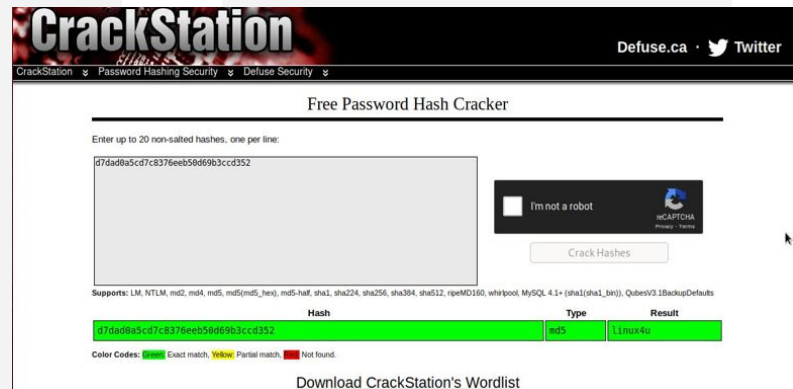 CrackStation
Defuse.ca · Twitter
CrackStation Password Hashing Security Defuse Security
Free Password Hash Cracker
Enter up to 20 non-salted hashes, one per line:
d7dad0a5cd7c8376eeb50d69b3ccd352
I'm not a robot
reCAPTCHA
Privacy - Terms
Crack Hashes
Supports: LM, NTLM, md2, md4, md5, md5(md5_hex), md5-half, sha1, sha224, sha256, sha384, sha512, ripeMD160, whirlpool, MySQL 4.1+ (sha1(sha1_bin)), QubesV3.1BackupDefaults
Hash Type Result
d7dad0a5cd7c8376eeb50d69b3ccd352 md5 linux4u
Color Codes: Green: Exact match, Yellow: Partial match, Red: Not found.
Download CrackStation's Wordlist